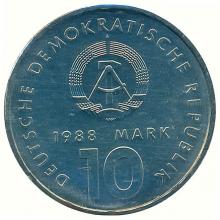 DEUTSCHE DEMOKRATISCHE REPUBLIK
A
1988 MARK
10